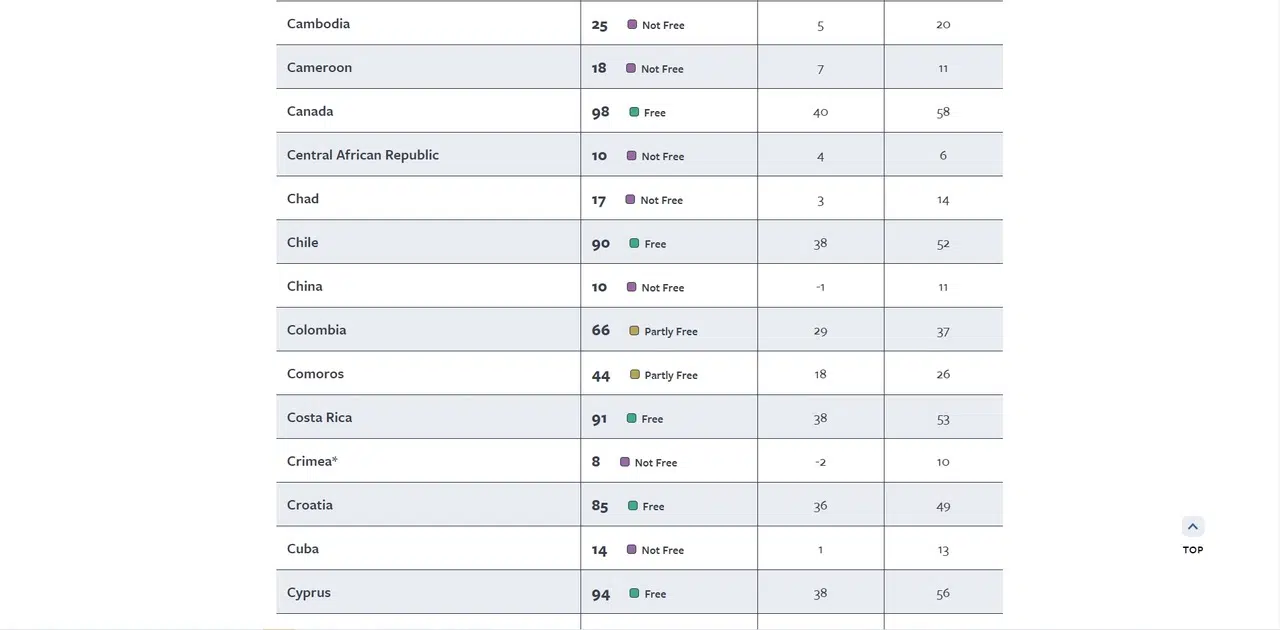 Cambodia 25 Not Free 5 20
Cameroon 18 Not Free 7 11
Canada 98 Free 40 58
Central African Republic 10 Not Free 4 6
Chad 17 Not Free 3 14
Chile 90 Free 38 52
China 10 Not Free -1 11
Colombia 66 Partly Free 29 37
Comoros 44 Partly Free 18 26
Costa Rica 91 Free 38 53
Crimea* 8 Not Free -2 10
Croatia 85 Free 36 49
Cuba 14 Not Free 1 13
Cyprus 94 Free 38 56
TOP